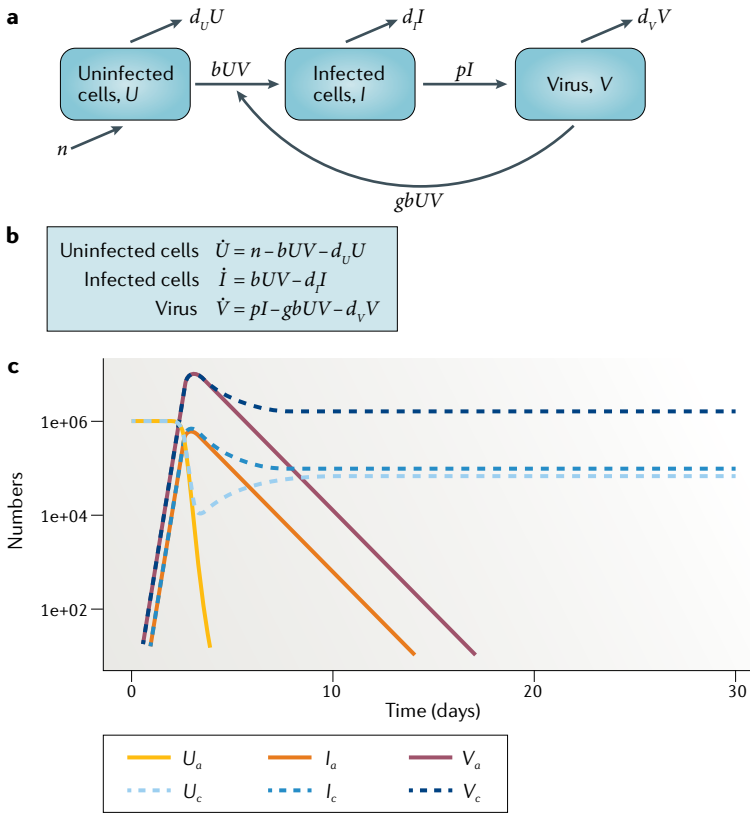 a
d_U U
d_I I
d_V V
Uninfected
cells, U
bUV
Infected
cells, I
pI
Virus, V
n
gbUV
b
Uninfected cells U̇ = n – bUV – d_U U
Infected cells İ = bUV – d_I I
Virus V̇ = pI – gbUV – d_V V
c
Numbers
1e+06
1e+04
1e+02
0
10
20
30
Time (days)
U_a
I_a
V_a
U_c
I_c
V_c